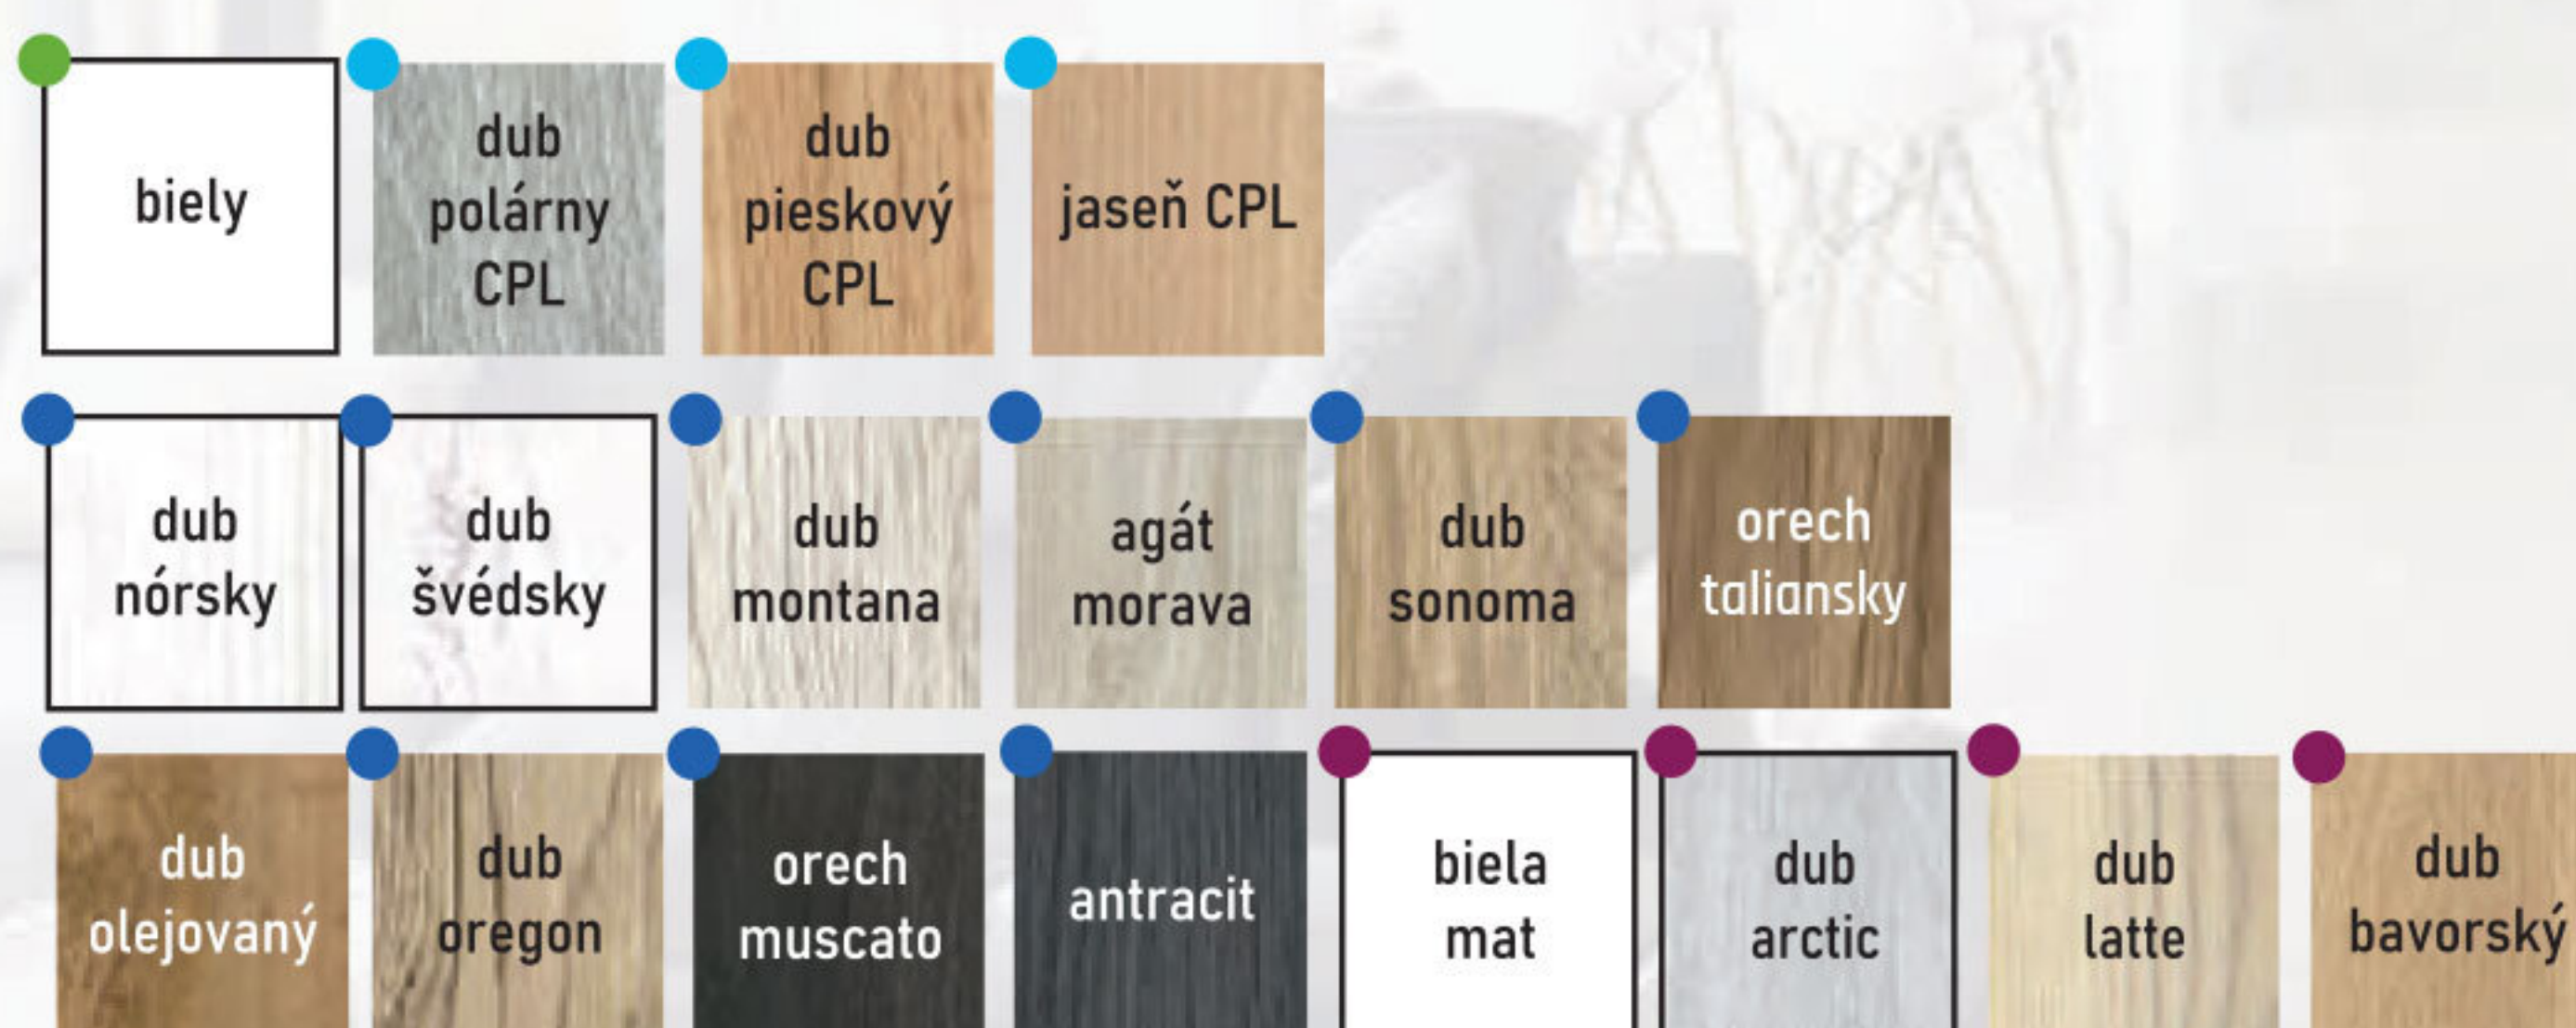 biely
dub
polárny
CPL
dub
pieskový
CPL
jaseň CPL
dub
nórsky
dub
švédsky
dub
montana
agát
morava
dub
sonoma
orech
taliansky
dub
olejovaný
dub
oregon
orech
muscato
antracit
biela
mat
dub
arctic
dub
latte
dub
bavorský